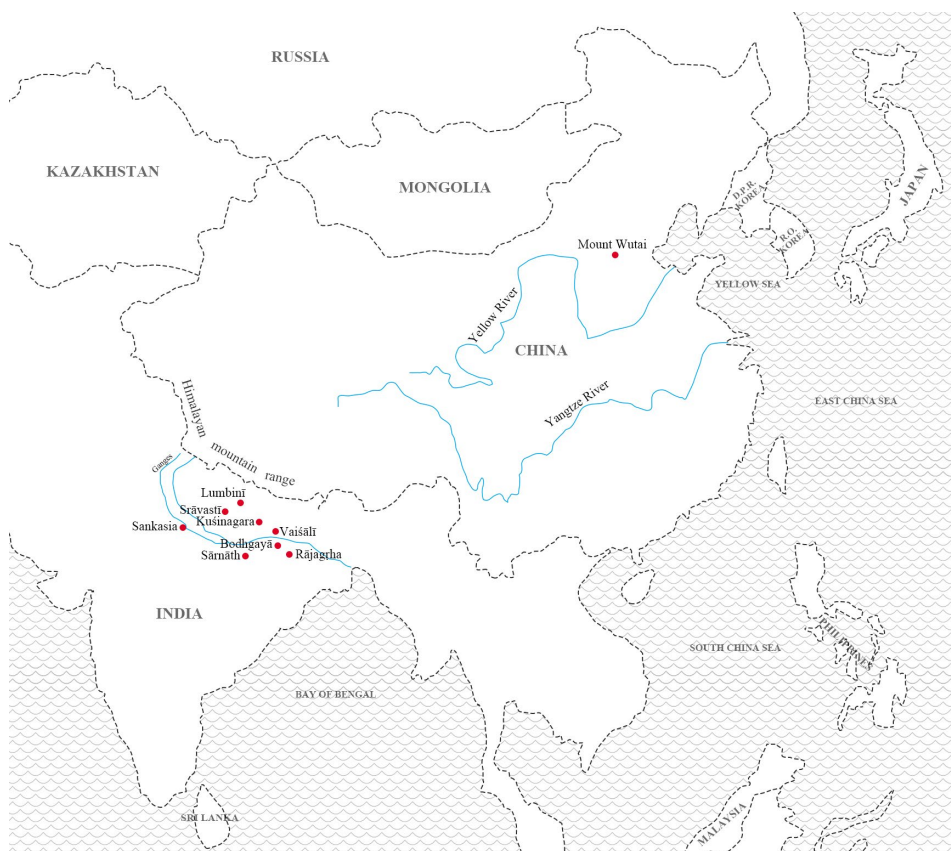 RUSSIA
KAZAKHSTAN
MONGOLIA
JAPAN
D.P.R.
KOREA
R.O.
KOREA
Mount Wutai
YELLOW SEA
Yellow River
CHINA
Yangtze River
EAST CHINA SEA
Himalayan mountain range
Ganges
Lumbinī
Srāvastī
Kuśinagara
Sankasia
Vaiśālī
Bodhgayā
Sārnāth
Rājagrha
INDIA
PHILIPPINES
SOUTH CHINA SEA
BAY OF BENGAL
SRI LANKA
MALAYSIA